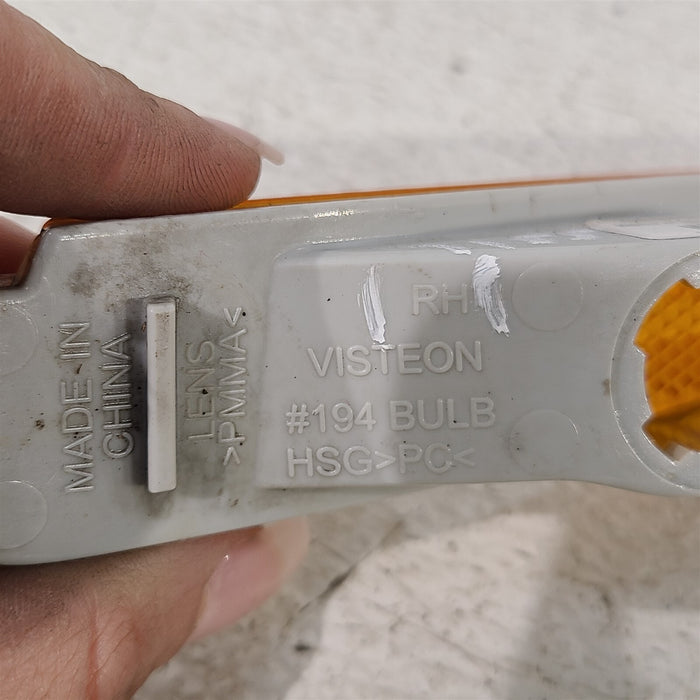 MADE IN
CHINA
LENS
>PMMA<
RH
VISTEON
#194 BULB
HSG>PC<